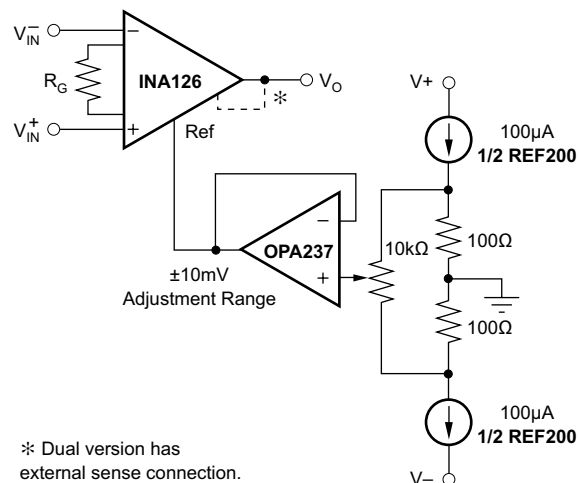 V–IN
INA126
VO
RG
V+IN
Ref
V+
100µA
1/2 REF200
OPA237
10kΩ
100Ω
±10mV
Adjustment Range
100Ω
100µA
1/2 REF200
* Dual version has
external sense connection.
V–